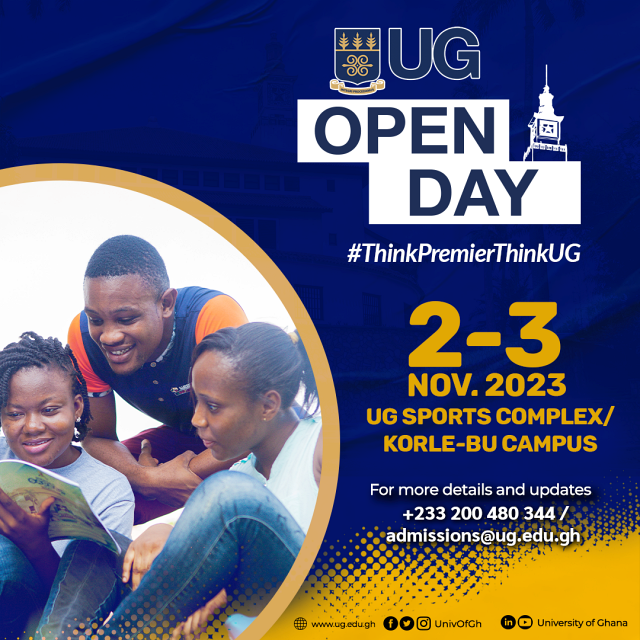 UG
OPEN
DAY
#ThinkPremierThinkUG
2-3
NOV. 2023
UG SPORTS COMPLEX/
KORLE-BU CAMPUS
For more details and updates
+233 200 480 344 /
admissions@ug.edu.gh
www.ug.edu.gh UnivOfGh University of Ghana